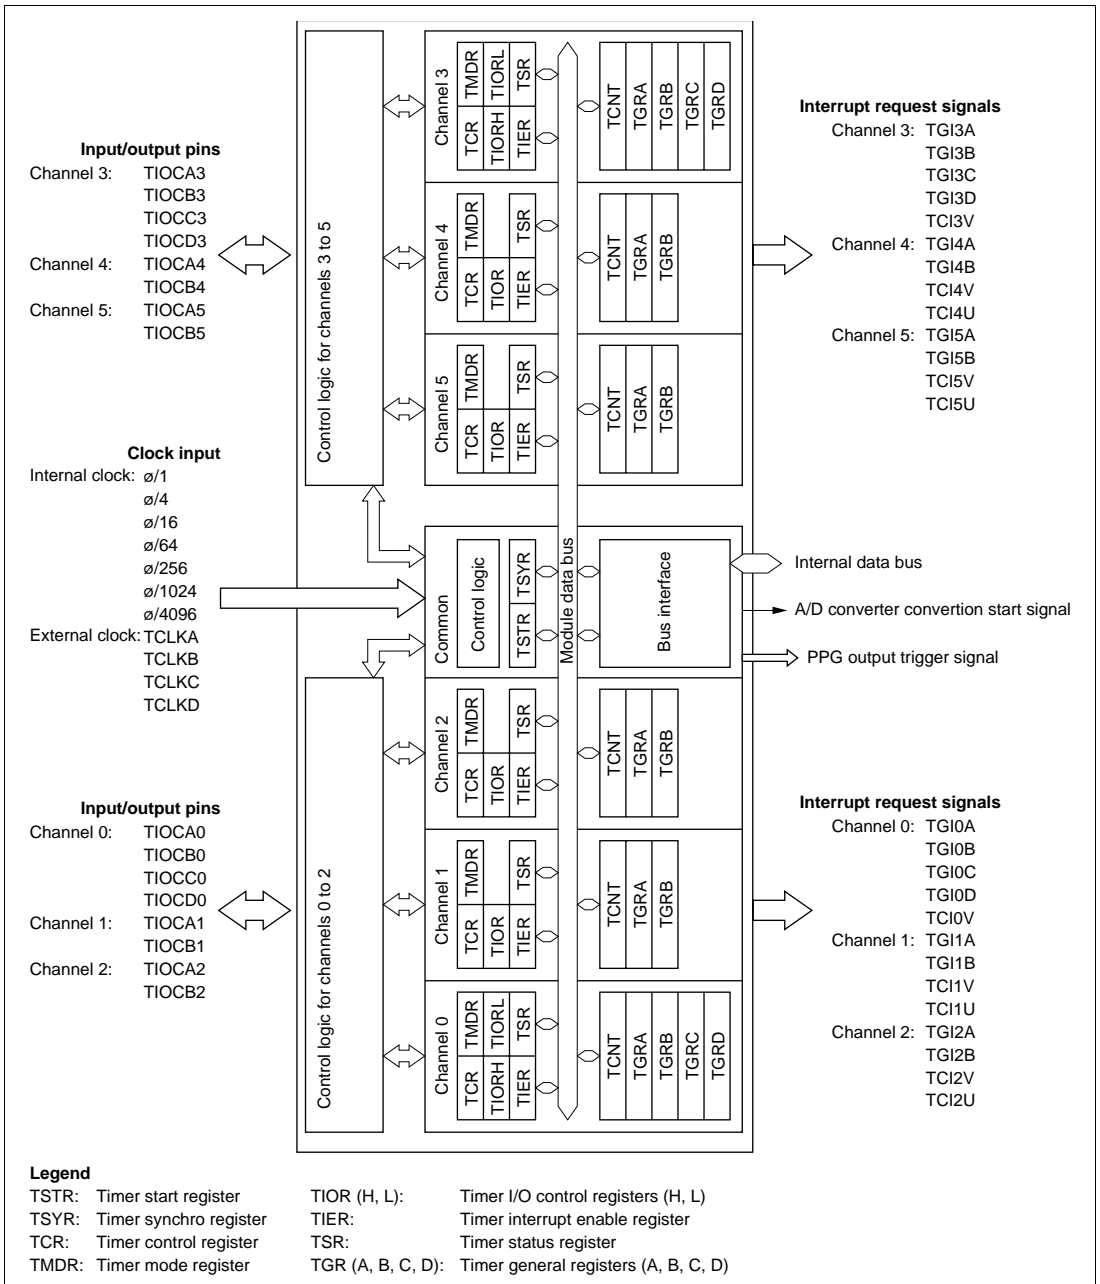 Input/output pins
Channel 3: TIOCA3
TIOCB3
TIOCC3
TIOCD3
Channel 4: TIOCA4
TIOCB4
Channel 5: TIOCA5
TIOCB5
Clock input
Internal clock: ø/1
ø/4
ø/16
ø/64
ø/256
ø/1024
ø/4096
External clock: TCLKA
TCLKB
TCLKC
TCLKD
Input/output pins
Channel 0: TIOCA0
TIOCB0
TIOCC0
TIOCD0
Channel 1: TIOCA1
TIOCB1
Channel 2: TIOCA2
TIOCB2
Control logic for channels 3 to 5
Control logic for channels 0 to 2
Channel 3
TCR TMDR
TIORH TIORL
TIER TSR
TCNT
TGRA
TGRB
TGRC
TGRD
Channel 4
TCR TMDR
TIOR
TIER TSR
TCNT
TGRA
TGRB
Channel 5
TCR TMDR
TIOR
TIER TSR
TCNT
TGRA
TGRB
Common
Control logic
TSTR TSYR
Module data bus
Bus interface
Channel 2
TCR TMDR
TIOR
TIER TSR
TCNT
TGRA
TGRB
Channel 1
TCR TMDR
TIOR
TIER TSR
TCNT
TGRA
TGRB
Channel 0
TCR TMDR
TIORH TIORL
TIER TSR
TCNT
TGRA
TGRB
TGRC
TGRD
Interrupt request signals
Channel 3: TGI3A
TGI3B
TGI3C
TGI3D
TCI3V
Channel 4: TGI4A
TGI4B
TCI4V
TCI4U
Channel 5: TGI5A
TGI5B
TCI5V
TCI5U
Internal data bus
A/D converter convertion start signal
PPG output trigger signal
Interrupt request signals
Channel 0: TGI0A
TGI0B
TGI0C
TGI0D
TCI0V
Channel 1: TGI1A
TGI1B
TCI1V
TCI1U
Channel 2: TGI2A
TGI2B
TCI2V
TCI2U
Legend
TSTR: Timer start register TIOR (H, L): Timer I/O control registers (H, L)
TSYR: Timer synchro register TIER: Timer interrupt enable register
TCR: Timer control register TSR: Timer status register
TMDR: Timer mode register TGR (A, B, C, D): Timer general registers (A, B, C, D)